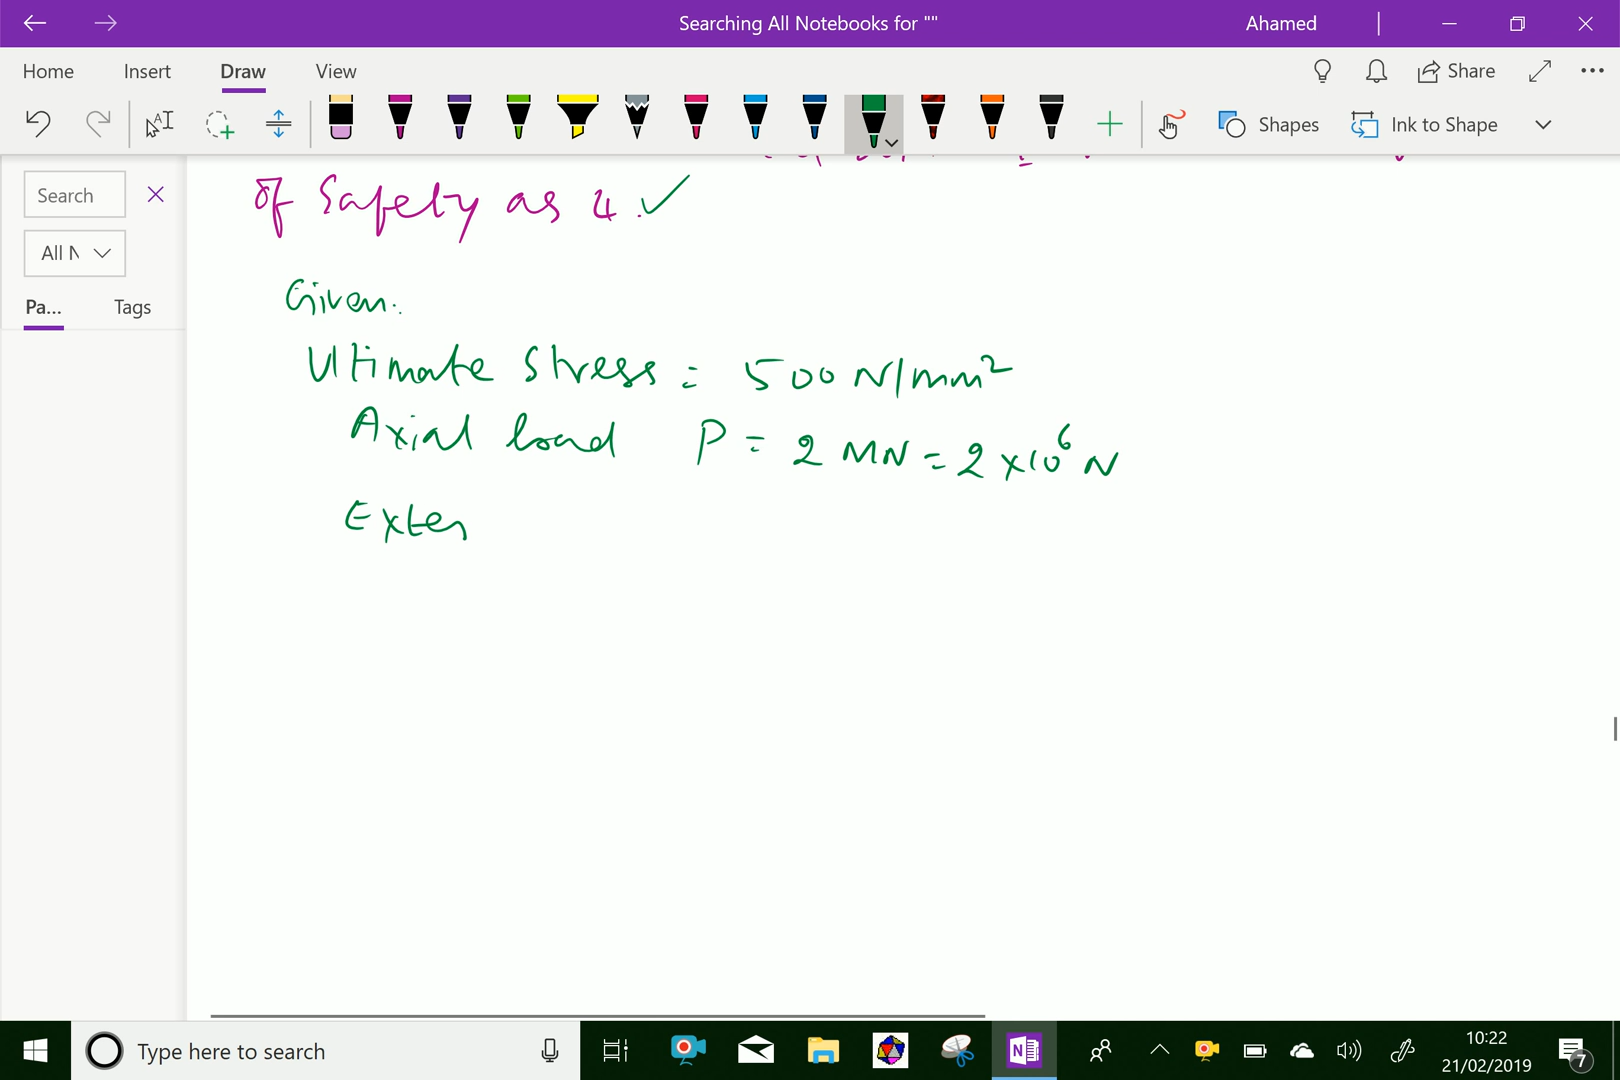 Searching All Notebooks for ""
Ahamed
Home Insert Draw View
Share
Shapes
Ink to Shape
Search
All N
Pa... Tags
of Safety as 4.
Given:
Ultimate Stress = 500 N/mm²
Axial load P = 2 MN = 2 × 10⁶ N
Exten
Type here to search
10:22
21/02/2019
7